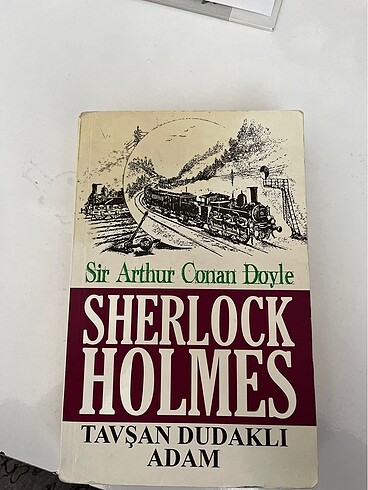 Sir Arthur Conan Doyle
SHERLOCK
HOLMES
TAVŞAN DUDAKLI
ADAM